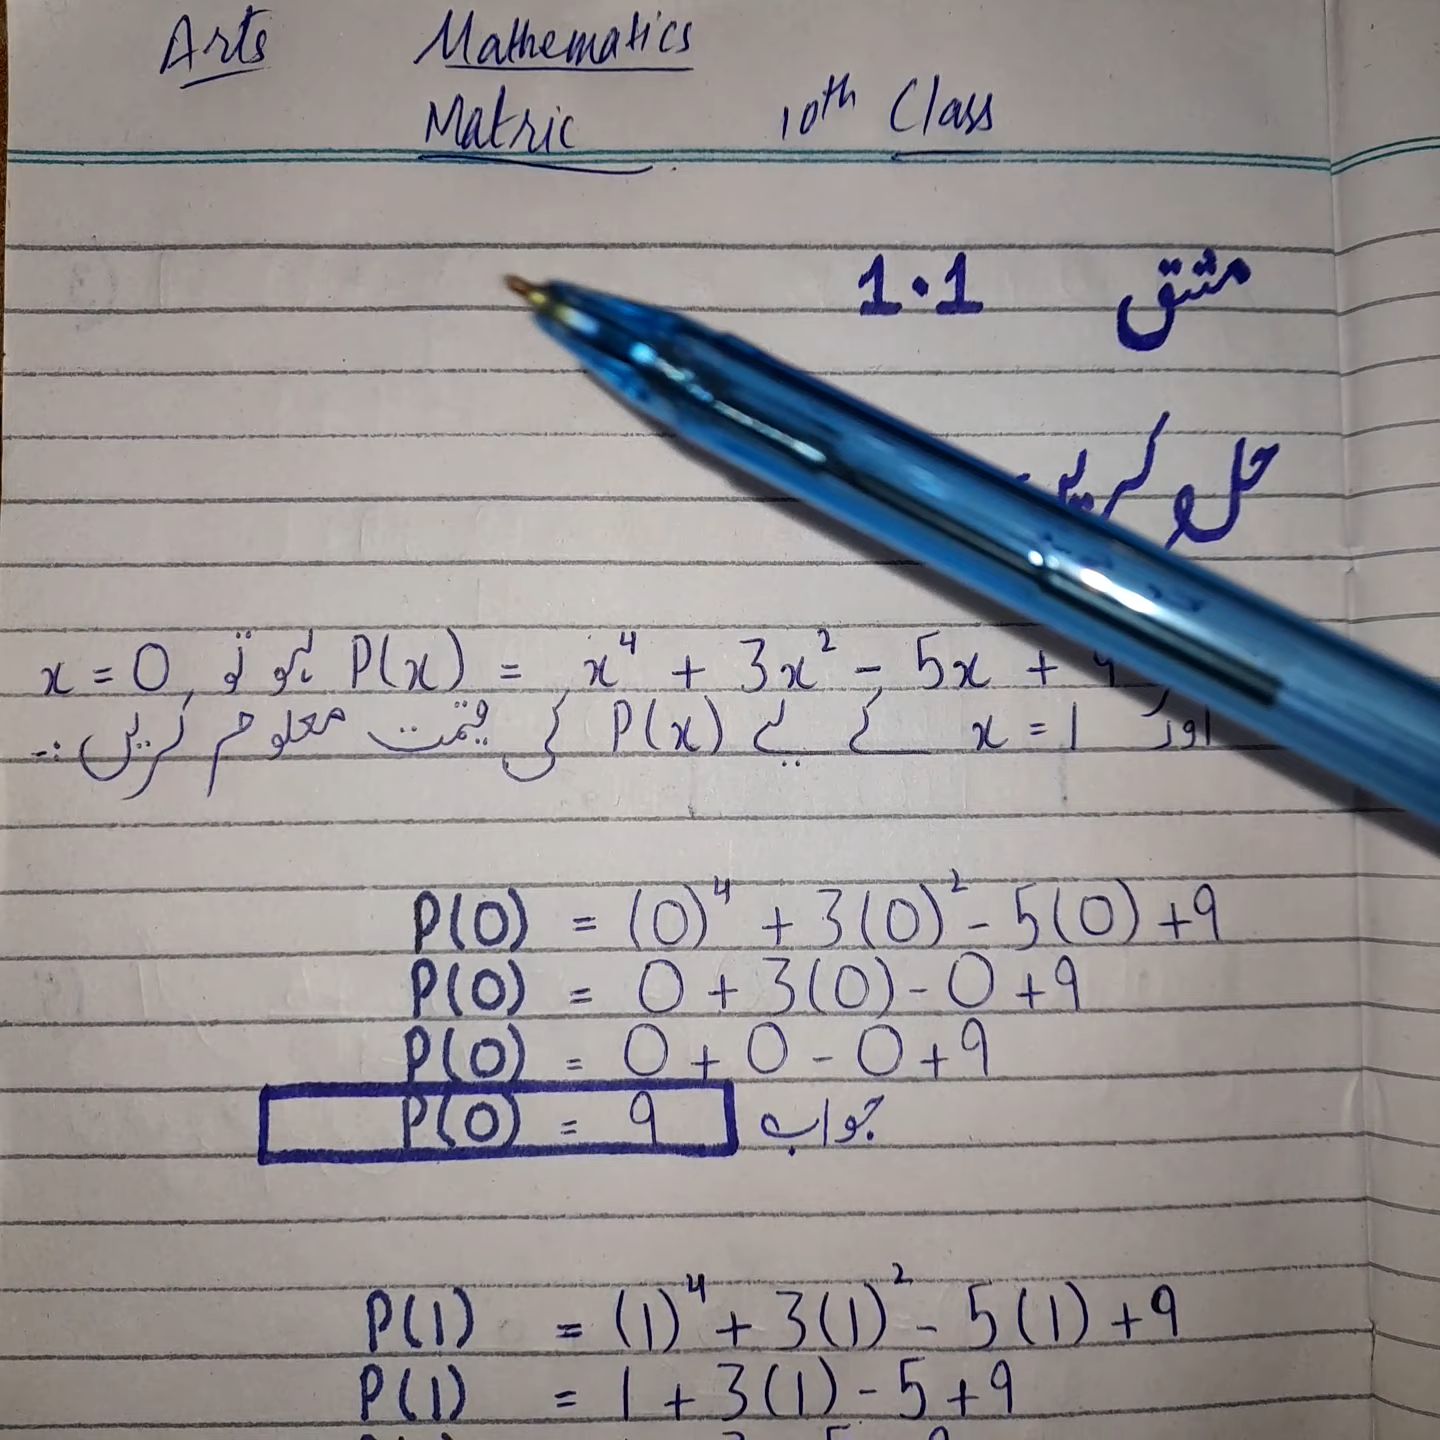 Arts Mathematics
Matric 10th Class
مشق 1.1
حل کریں
P(x) = x⁴ + 3x² - 5x + ہو تو x = 0
اور x = 1 کے لیے P(x) کی قیمت معلوم کریں:-
P(0) = (0)⁴ + 3(0)² - 5(0) + 9
P(0) = 0 + 3(0) - 0 + 9
P(0) = 0 + 0 - 0 + 9
P(0) = 9 جواب
P(1) = (1)⁴ + 3(1)² - 5(1) + 9
P(1) = 1 + 3(1) - 5 + 9